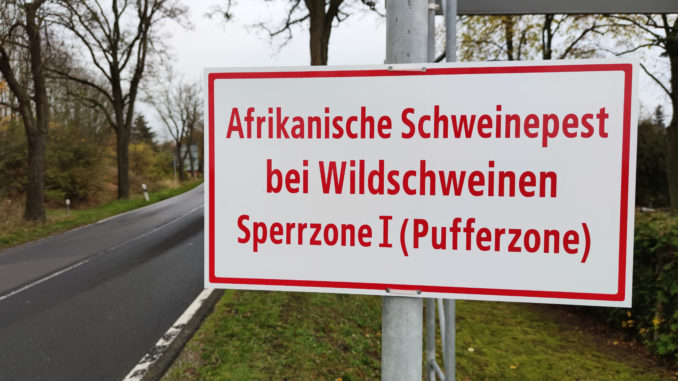 Afrikanische Schweinepest
bei Wildschweinen
Sperrzone I (Pufferzone)